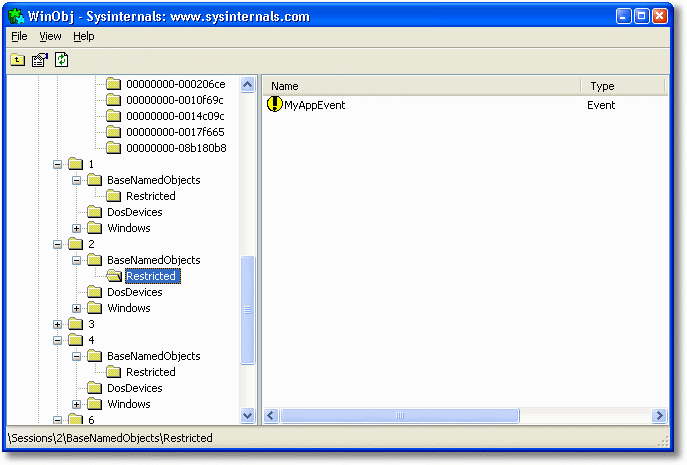 WinObj - Sysinternals: www.sysinternals.com
File View Help
00000000-000206ce
00000000-0010f69c
00000000-0014c09c
00000000-0017f665
00000000-08b180b8
1
BaseNamedObjects
Restricted
DosDevices
Windows
2
BaseNamedObjects
Restricted
DosDevices
Windows
3
4
BaseNamedObjects
Restricted
DosDevices
Windows
6
Name Type
MyAppEvent Event
\Sessions\2\BaseNamedObjects\Restricted